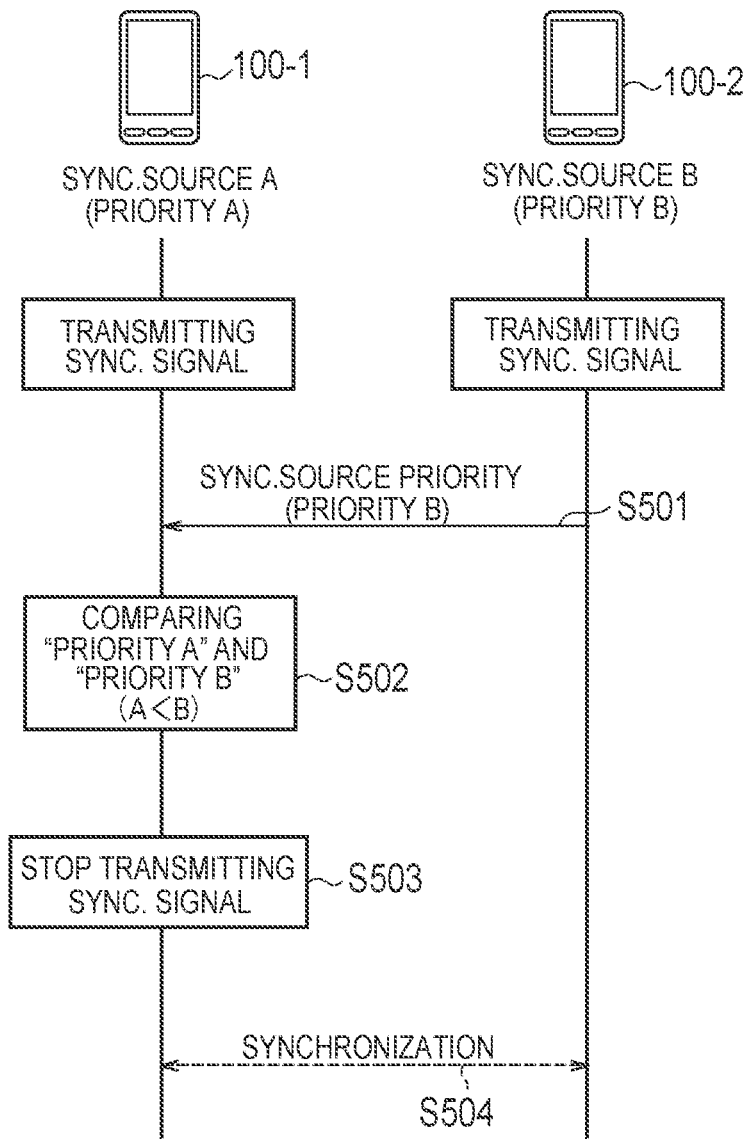 100-1
100-2
SYNC.SOURCE A
(PRIORITY A)
SYNC.SOURCE B
(PRIORITY B)
TRANSMITTING
SYNC. SIGNAL
TRANSMITTING
SYNC. SIGNAL
SYNC.SOURCE PRIORITY
(PRIORITY B)
S501
COMPARING
“PRIORITY A” AND
“PRIORITY B”
(A<B)
S502
STOP TRANSMITTING
SYNC. SIGNAL
S503
SYNCHRONIZATION
S504